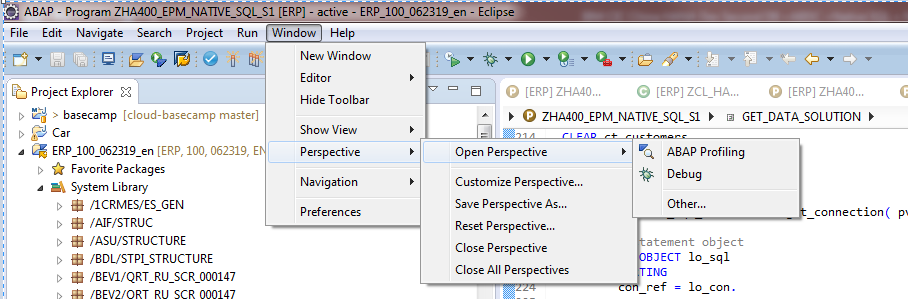 ABAP - Program ZHA400_EPM_NATIVE_SQL_S1 [ERP] - active - ERP_100_062319_en - Eclipse
File Edit Navigate Search Project Run Window Help
New Window
Editor
Hide Toolbar
Show View
Perspective
Navigation
Preferences
Open Perspective
Customize Perspective...
Save Perspective As...
Reset Perspective...
Close Perspective
Close All Perspectives
ABAP Profiling
Debug
Other...
Project Explorer
basecamp [cloud-basecamp master]
Car
ERP_100_062319_en [ERP, 100, 062319, EN
Favorite Packages
System Library
/1CRMES/ES_GEN
/AIF/STRUC
/ASU/STRUCTURE
/BDL/STPI_STRUCTURE
/BEV1/QRT_RU_SCR_000147
/BEV2/QRT_RU_SCR_000147
[ERP] ZHA40... [ERP] ZCL_HA... [ERP] ZHA40...
ZHA400_EPM_NATIVE_SQL_S1 GET_DATA_SOLUTION
214 CLEAR ct_customers
t_connection( pv
tatement object
OBJECT lo_sql
TING
224 con_ref = lo_con.